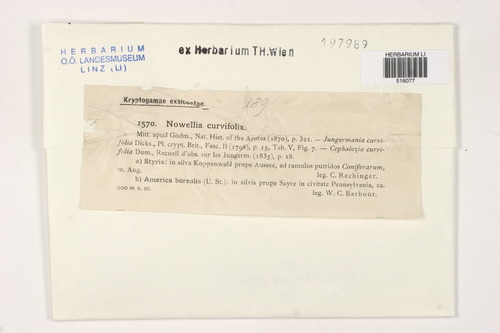 HERBARIUM
O.Ö. LANDESMUSEUM
LINZ (LI)
ex Herbarium TH.Wien
197989
HERBARIUM LI
516077
Kryptogamae exsiccatae.
489
1570. Nowellia curvifolia.
Mitt. apud Godm., Nat. Hist. of the Azores (1870), p. 321. — Jungermania curvi-
folia Dicks., Pl. crypt. Brit., Fasc. II (1790), p. 15, Tab. V, Fig. 7. — Cephalozia curvi-
folia Dum., Recueil d'obs. sur les Jungerm. (1835), p. 18.
a) Styria: in silva Koppenwald prope Aussee, ad ramulos putridos Coniferarum,
m. Aug.
leg. C. Rechinger.
b) America borealis (U. St.): in silvis prope Sayre in civitate Pennsylvania, ca.
200 m s. m.
leg. W. C. Barbour.